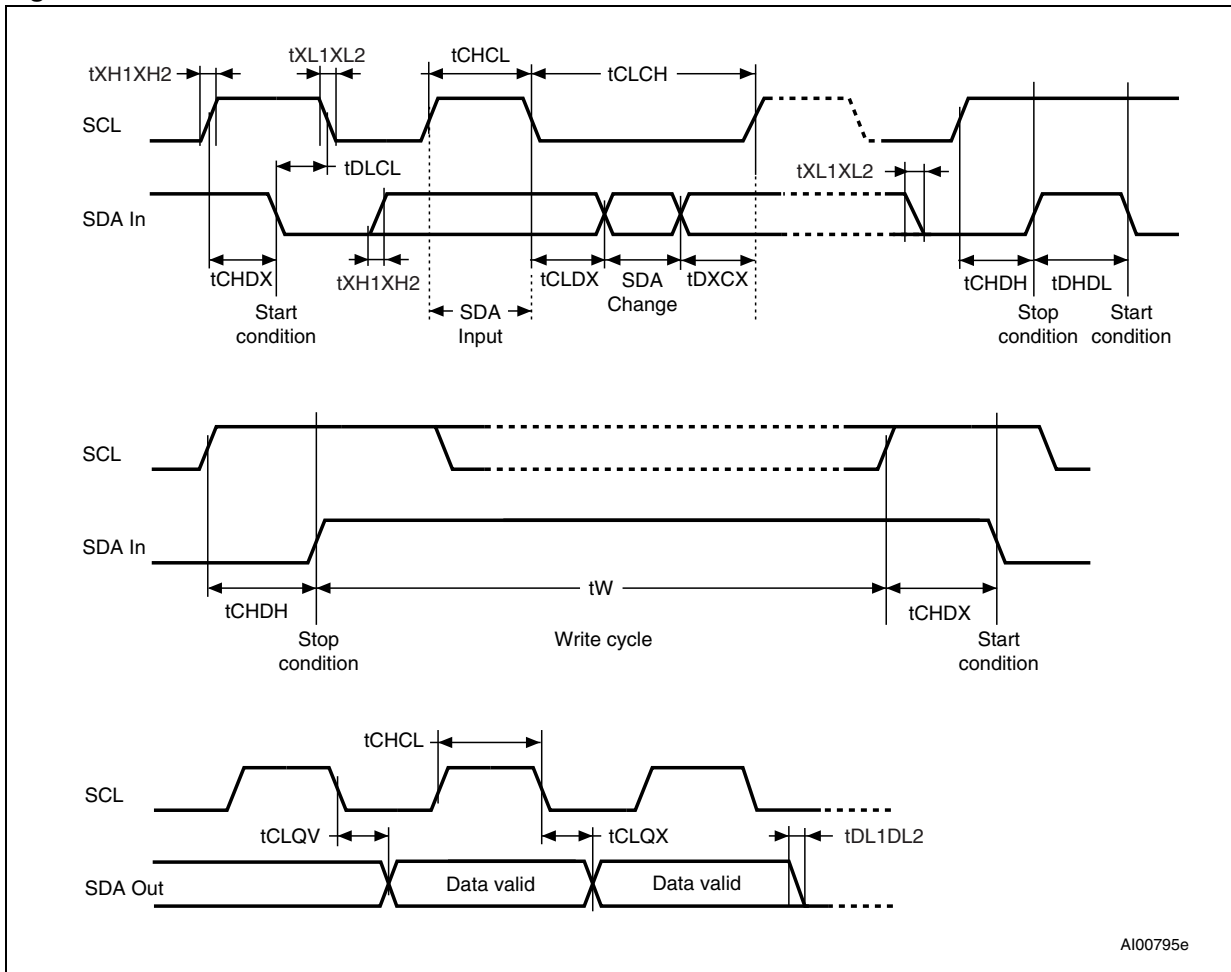 tXH1XH2
tXL1XL2
tCHCL
tCLCH
SCL
tDLCL
tXL1XL2
SDA In
tCHDX
tXH1XH2
tCLDX
SDA
Change
tDXCX
tCHDH
tDHDL
Start
condition
SDA
Input
Stop
condition
Start
condition
SCL
SDA In
tCHDH
tW
tCHDX
Stop
condition
Write cycle
Start
condition
tCHCL
SCL
tCLQV
tCLQX
tDL1DL2
SDA Out
Data valid
Data valid
AI00795e